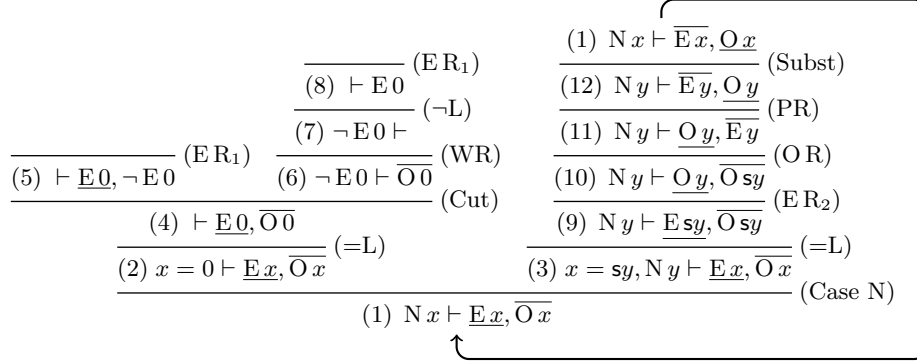 (1) N x ⊢ E x, O x
(E R₁) (Subst)
(8) ⊢ E 0 (12) N y ⊢ E y, O y
(¬L) (PR)
(7) ¬ E 0 ⊢ (11) N y ⊢ O y, E y
(E R₁) (WR) (O R)
(5) ⊢ E 0, ¬ E 0 (6) ¬ E 0 ⊢ O 0 (10) N y ⊢ O y, O sy
(Cut) (E R₂)
(4) ⊢ E 0, O 0 (9) N y ⊢ E sy, O sy
(=L) (=L)
(2) x = 0 ⊢ E x, O x (3) x = sy, N y ⊢ E x, O x
(Case N)
(1) N x ⊢ E x, O x